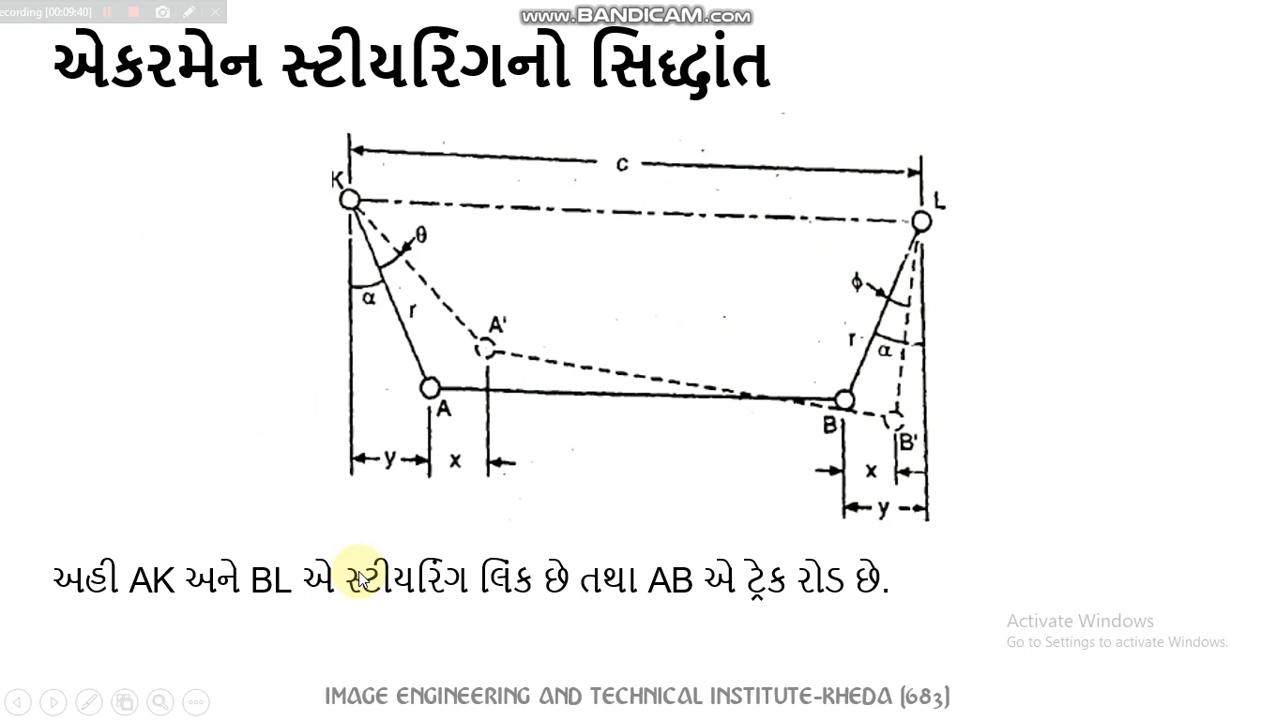 ecording [00:09:40]
www.BANDICAM.com
એકરમેન સ્ટીયરિંગનો સિદ્ધાંત
c
K
L
θ
ϕ
α
r
A'
r
α
A
B
B'
y
x
x
y
અહી AK અને BL એ સ્ટીયરિંગ લિંક છે તથા AB એ ટ્રેક રોડ છે.
Activate Windows
Go to Settings to activate Windows.
IMAGE ENGINEERING AND TECHNICAL INSTITUTE-KHEDA (683)